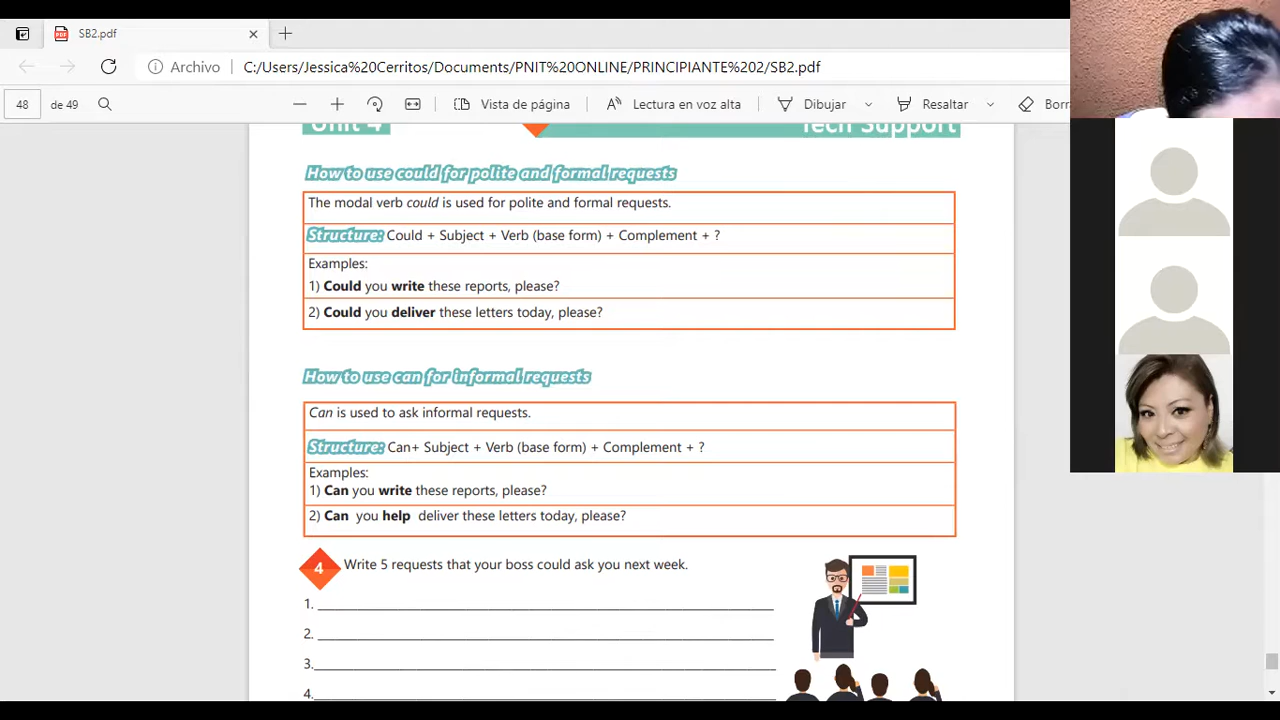 SB2.pdf
Archivo C:/Users/Jessica%20Cerritos/Documents/PNIT%20ONLINE/PRINCIPIANTE%202/SB2.pdf
48 de 49 Vista de página Lectura en voz alta Dibujar Resaltar Borr
Unit 4 Tech Support
How to use could for polite and formal requests
The modal verb could is used for polite and formal requests.
Structure: Could + Subject + Verb (base form) + Complement + ?
Examples:
1) Could you write these reports, please?
2) Could you deliver these letters today, please?
How to use can for informal requests
Can is used to ask informal requests.
Structure: Can+ Subject + Verb (base form) + Complement + ?
Examples:
1) Can you write these reports, please?
2) Can you help deliver these letters today, please?
4 Write 5 requests that your boss could ask you next week.
1.
2.
3.
4.